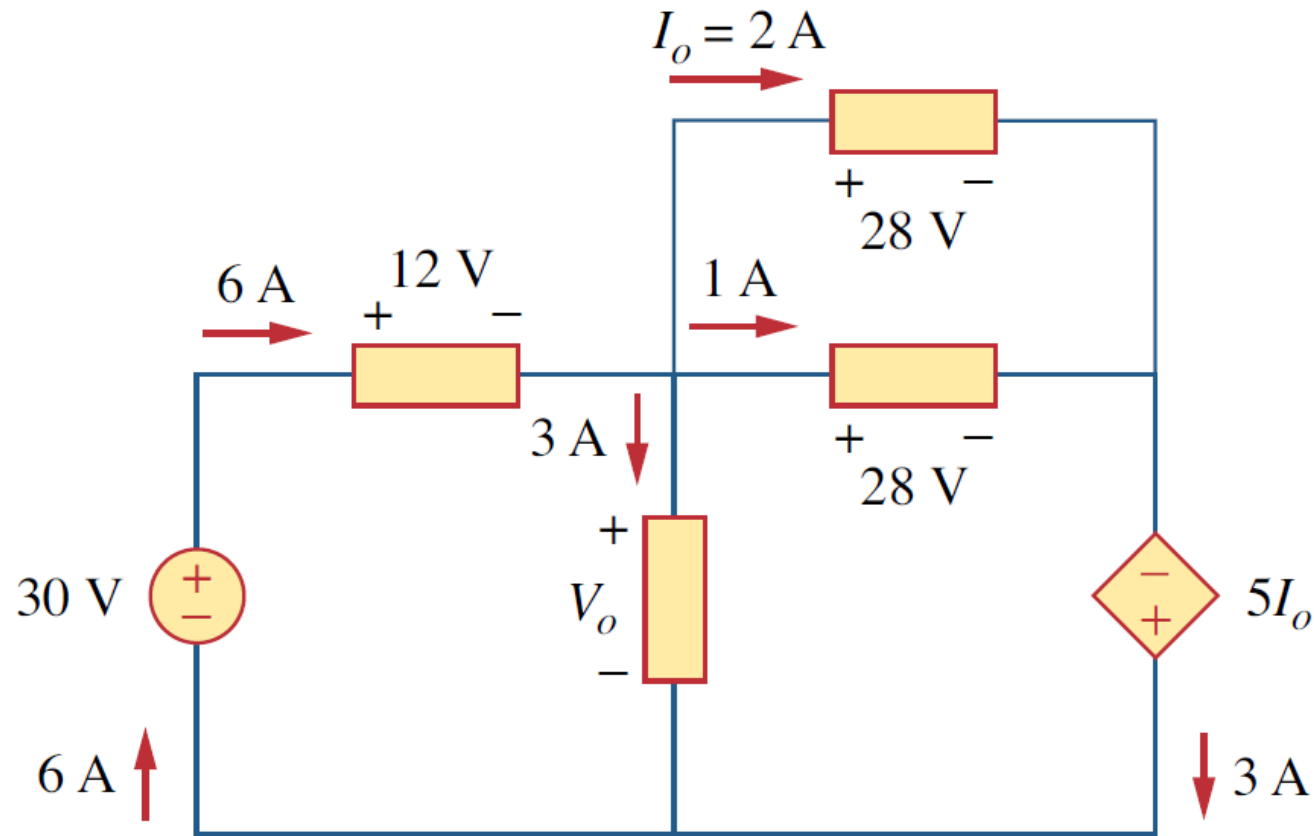 I_o = 2 A
+ −
28 V
6 A
12 V
+ −
1 A
3 A
+ −
28 V
30 V
+
−
+
V_o
−
−
+
5I_o
6 A
3 A